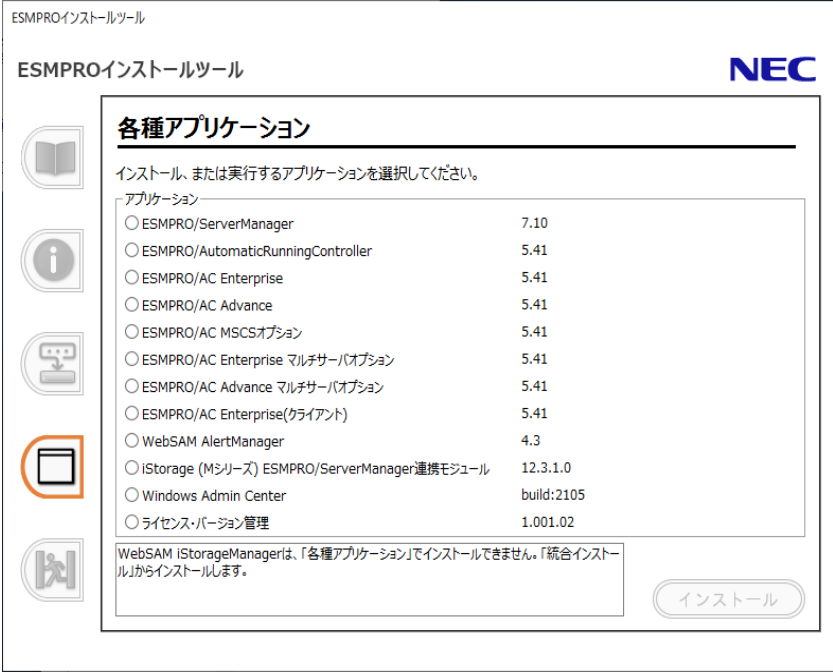 ESMPROインストールツール
ESMPROインストールツール
NEC
各種アプリケーション
インストール、または実行するアプリケーションを選択してください。
アプリケーション
ESMPRO/ServerManager 7.10
ESMPRO/AutomaticRunningController 5.41
ESMPRO/AC Enterprise 5.41
ESMPRO/AC Advance 5.41
ESMPRO/AC MSCSオプション 5.41
ESMPRO/AC Enterprise マルチサーバオプション 5.41
ESMPRO/AC Advance マルチサーバオプション 5.41
ESMPRO/AC Enterprise(クライアント) 5.41
WebSAM AlertManager 4.3
iStorage (Mシリーズ) ESMPRO/ServerManager連携モジュール 12.3.1.0
Windows Admin Center build:2105
ライセンス・バージョン管理 1.001.02
WebSAM iStorageManagerは、「各種アプリケーション」でインストールできません。「統合インストー
ル」からインストールします。
インストール